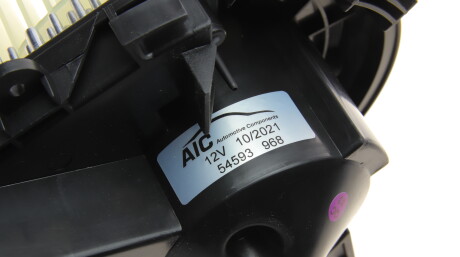 AIC Automotive Components
12V 10/2021
54593 968